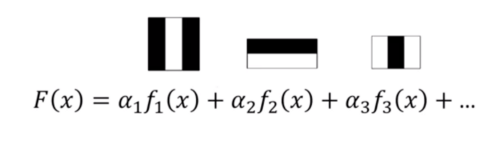 F(x) = α₁f₁(x) + α₂f₂(x) + α₃f₃(x) + ...